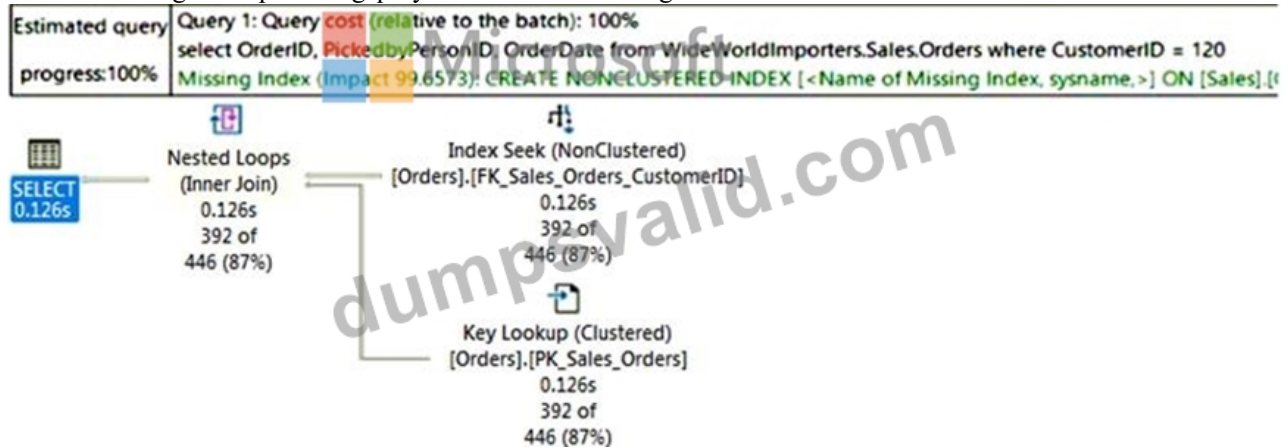 Estimated query
progress:100%
Query 1: Query cost (relative to the batch): 100%
select OrderID, PickedbyPersonID, OrderDate from WideWorldImporters.Sales.Orders where CustomerID = 120
Missing Index (Impact 99.6573): CREATE NONCLUSTERED INDEX [<Name of Missing Index, sysname,>] ON [Sales].[
Microsoft
SELECT
0.126s
Nested Loops
(Inner Join)
0.126s
392 of
446 (87%)
Index Seek (NonClustered)
[Orders].[FK_Sales_Orders_CustomerID]
0.126s
392 of
446 (87%)
Key Lookup (Clustered)
[Orders].[PK_Sales_Orders]
0.126s
392 of
446 (87%)
dumpsvalid.com